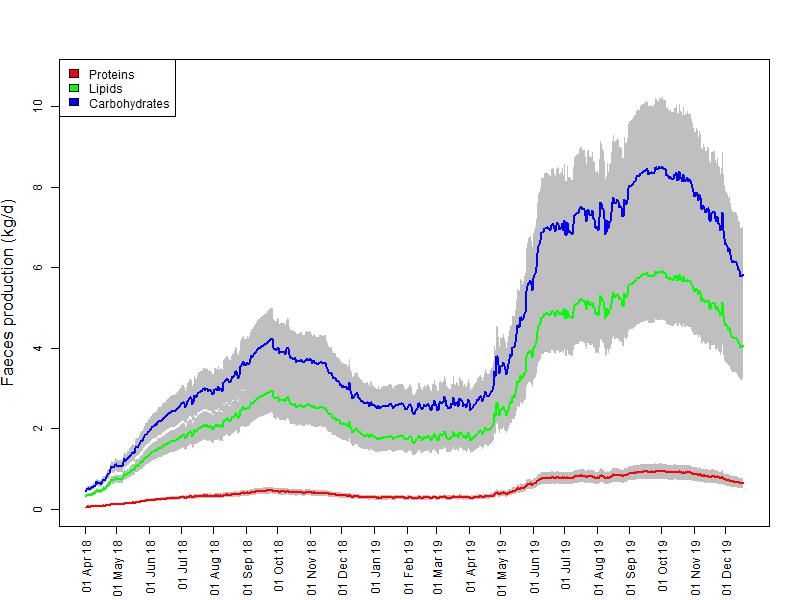 Proteins
Lipids
Carbohydrates
Faeces production (kg/d)
10
8
6
4
2
0
01 Apr 18
01 May 18
01 Jun 18
01 Jul 18
01 Aug 18
01 Sep 18
01 Oct 18
01 Nov 18
01 Dec 18
01 Jan 19
01 Feb 19
01 Mar 19
01 Apr 19
01 May 19
01 Jun 19
01 Jul 19
01 Aug 19
01 Sep 19
01 Oct 19
01 Nov 19
01 Dec 19